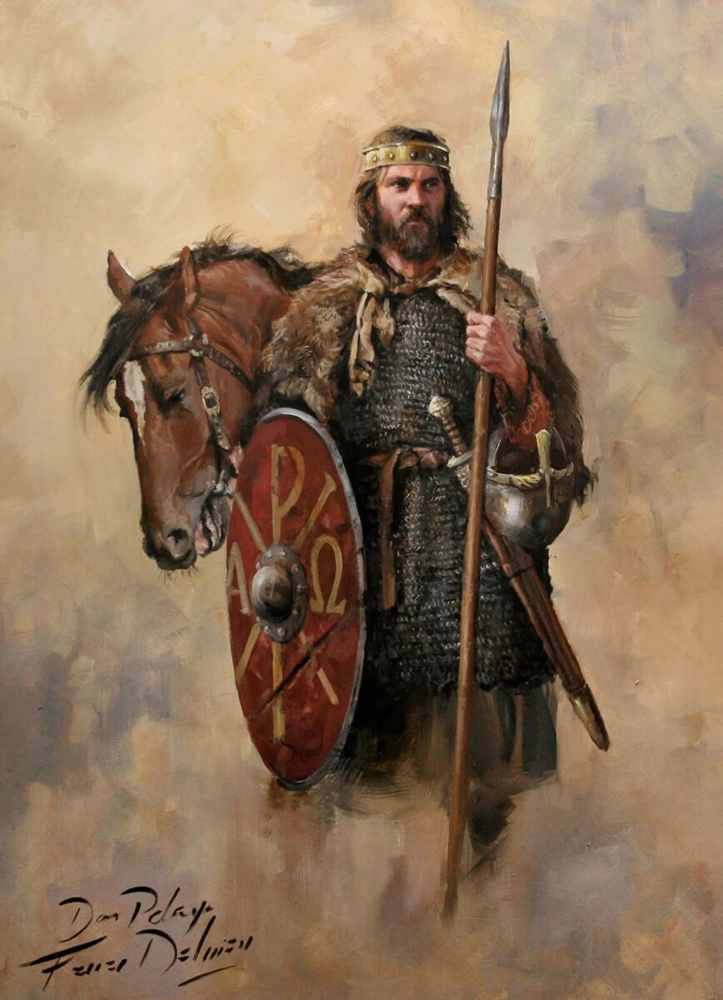 ☧
Α Ω
Don Pelayo
Ferrer Dalmau